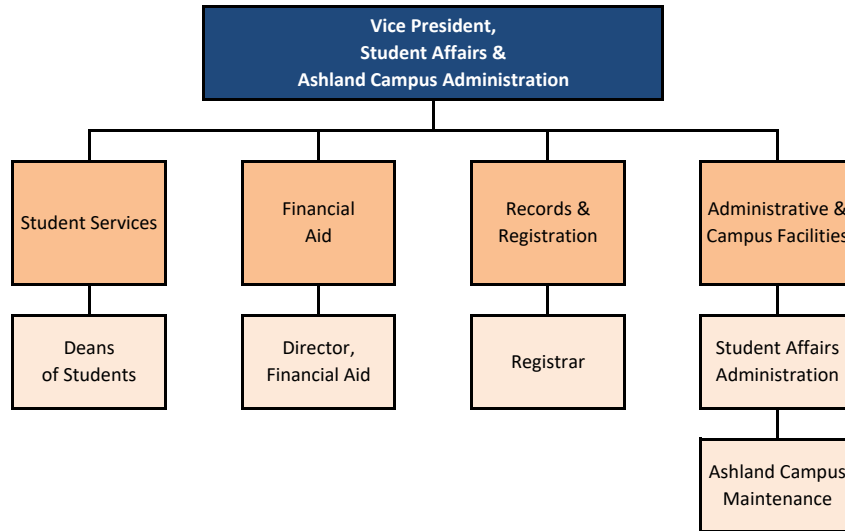 Vice President,
Student Affairs &
Ashland Campus Administration
Student Services
Financial
Aid
Records &
Registration
Administrative &
Campus Facilities
Deans
of Students
Director,
Financial Aid
Registrar
Student Affairs
Administration
Ashland Campus
Maintenance